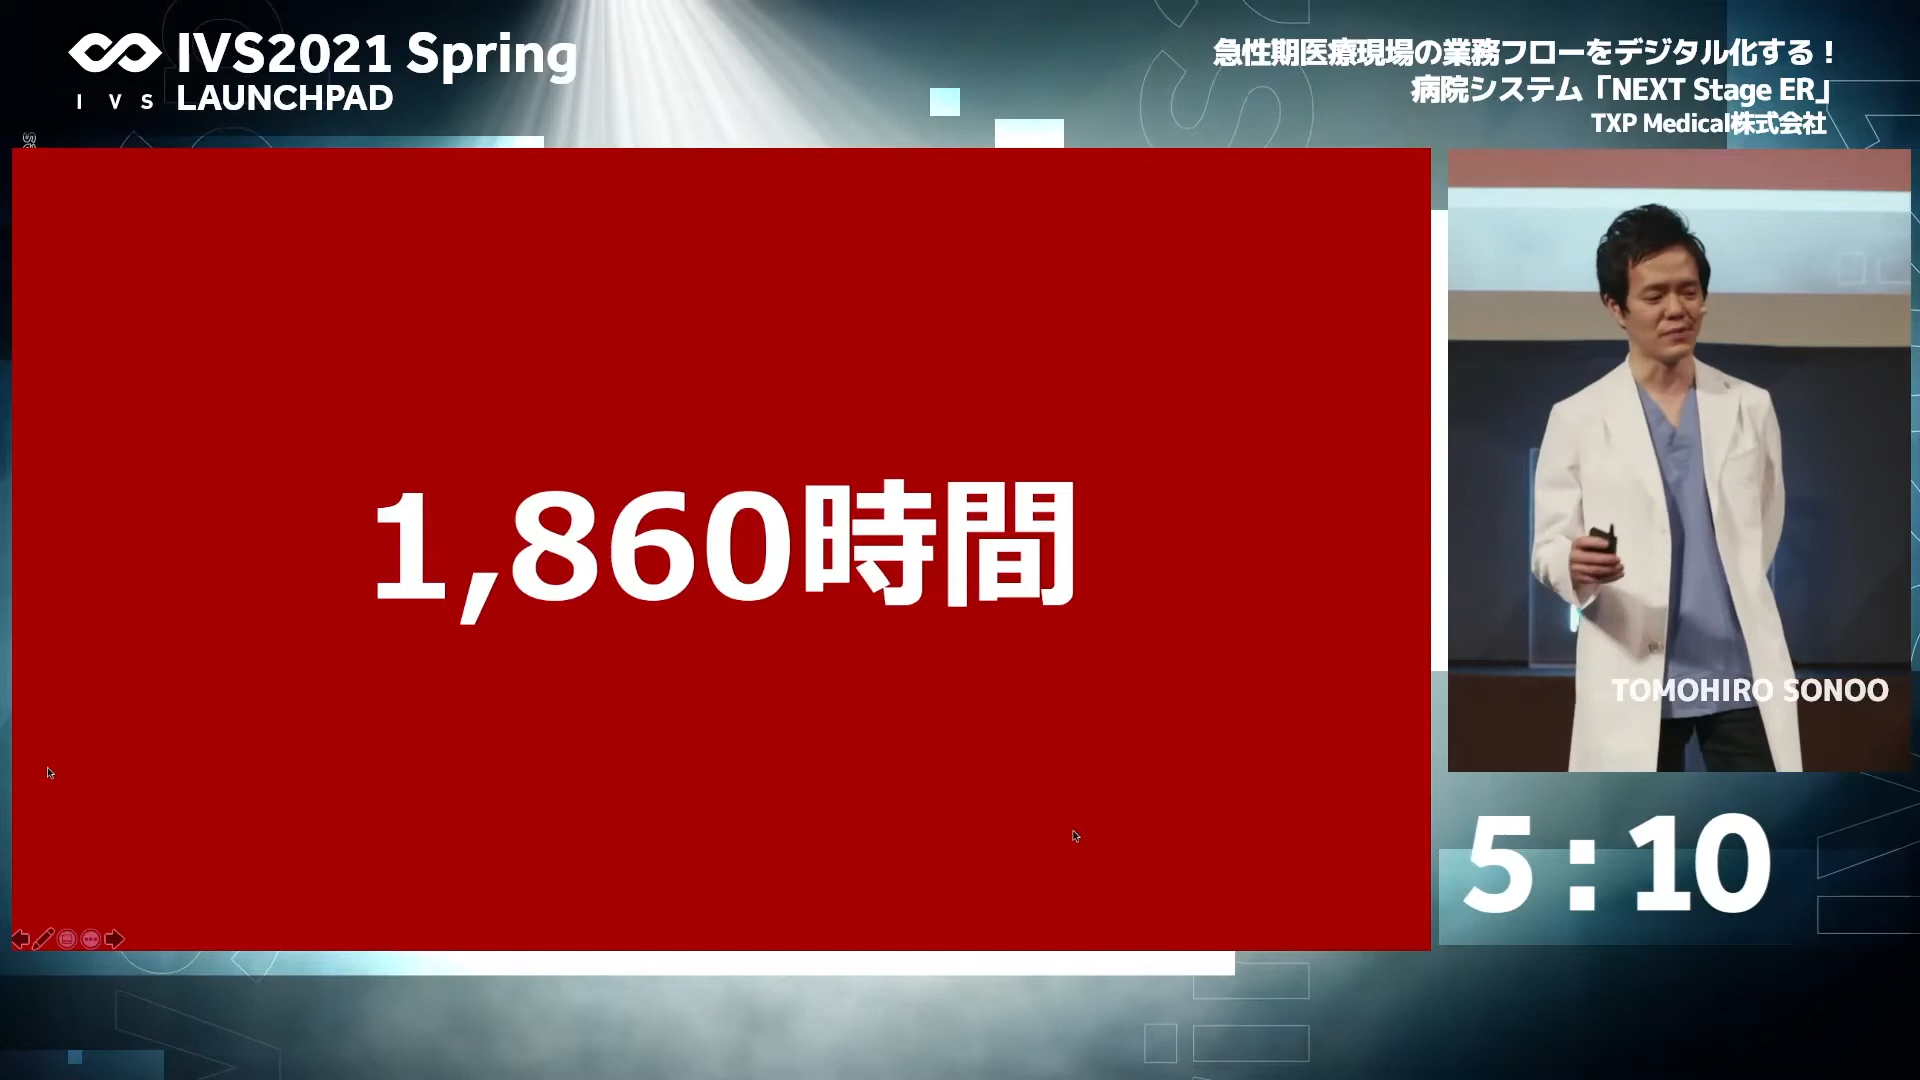 IVS2021 Spring
IVS LAUNCHPAD
急性期医療現場の業務フローをデジタル化する！
病院システム「NEXT Stage ER」
TXP Medical株式会社
1,860時間
TOMOHIRO SONOO
5:10